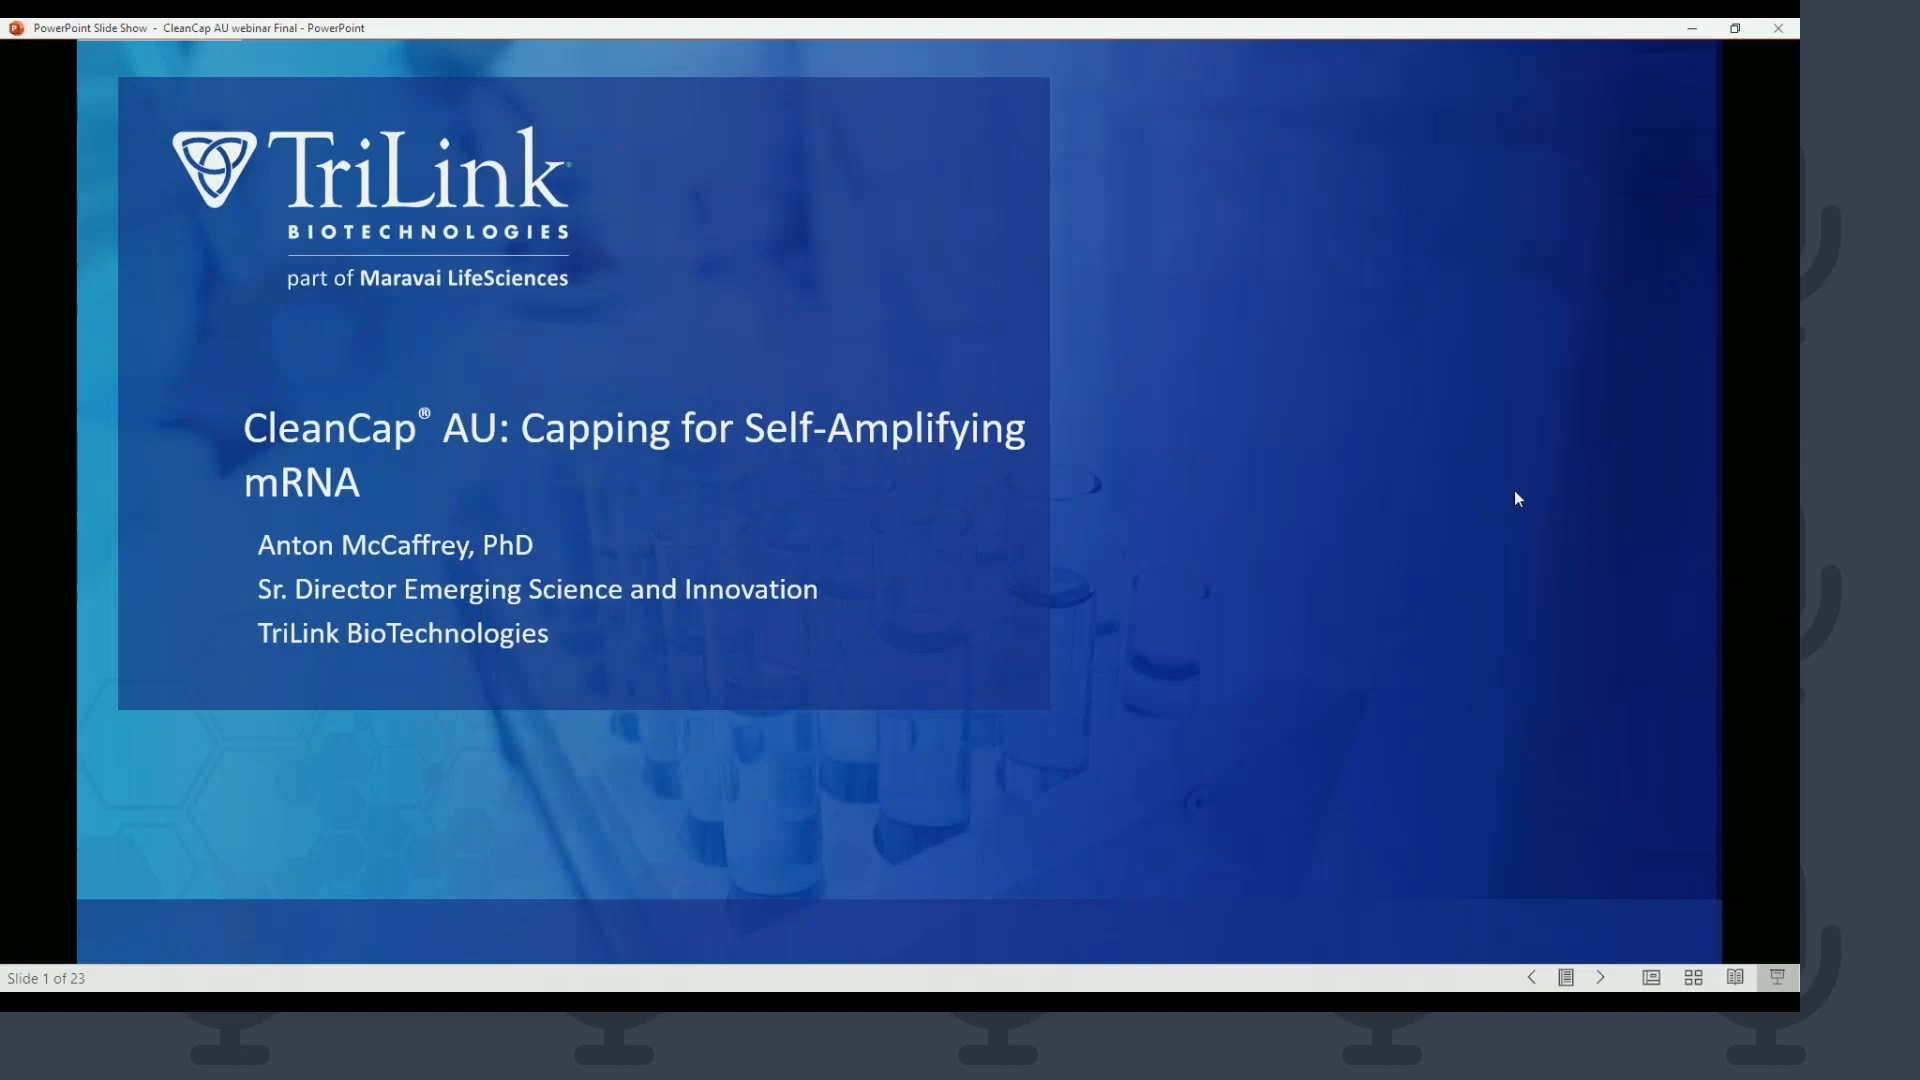 PowerPoint Slide Show - CleanCap AU webinar Final - PowerPoint
TriLink®
BIOTECHNOLOGIES
part of Maravai LifeSciences
CleanCap® AU: Capping for Self-Amplifying
mRNA
Anton McCaffrey, PhD
Sr. Director Emerging Science and Innovation
TriLink BioTechnologies
Slide 1 of 23